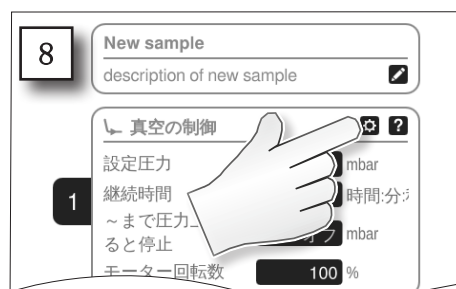 8
New sample
description of new sample
真空の制御
?
設定圧力 mbar
1
継続時間 時間:分:
～まで圧力
ると停止 オフ mbar
モーター回転数 100 %